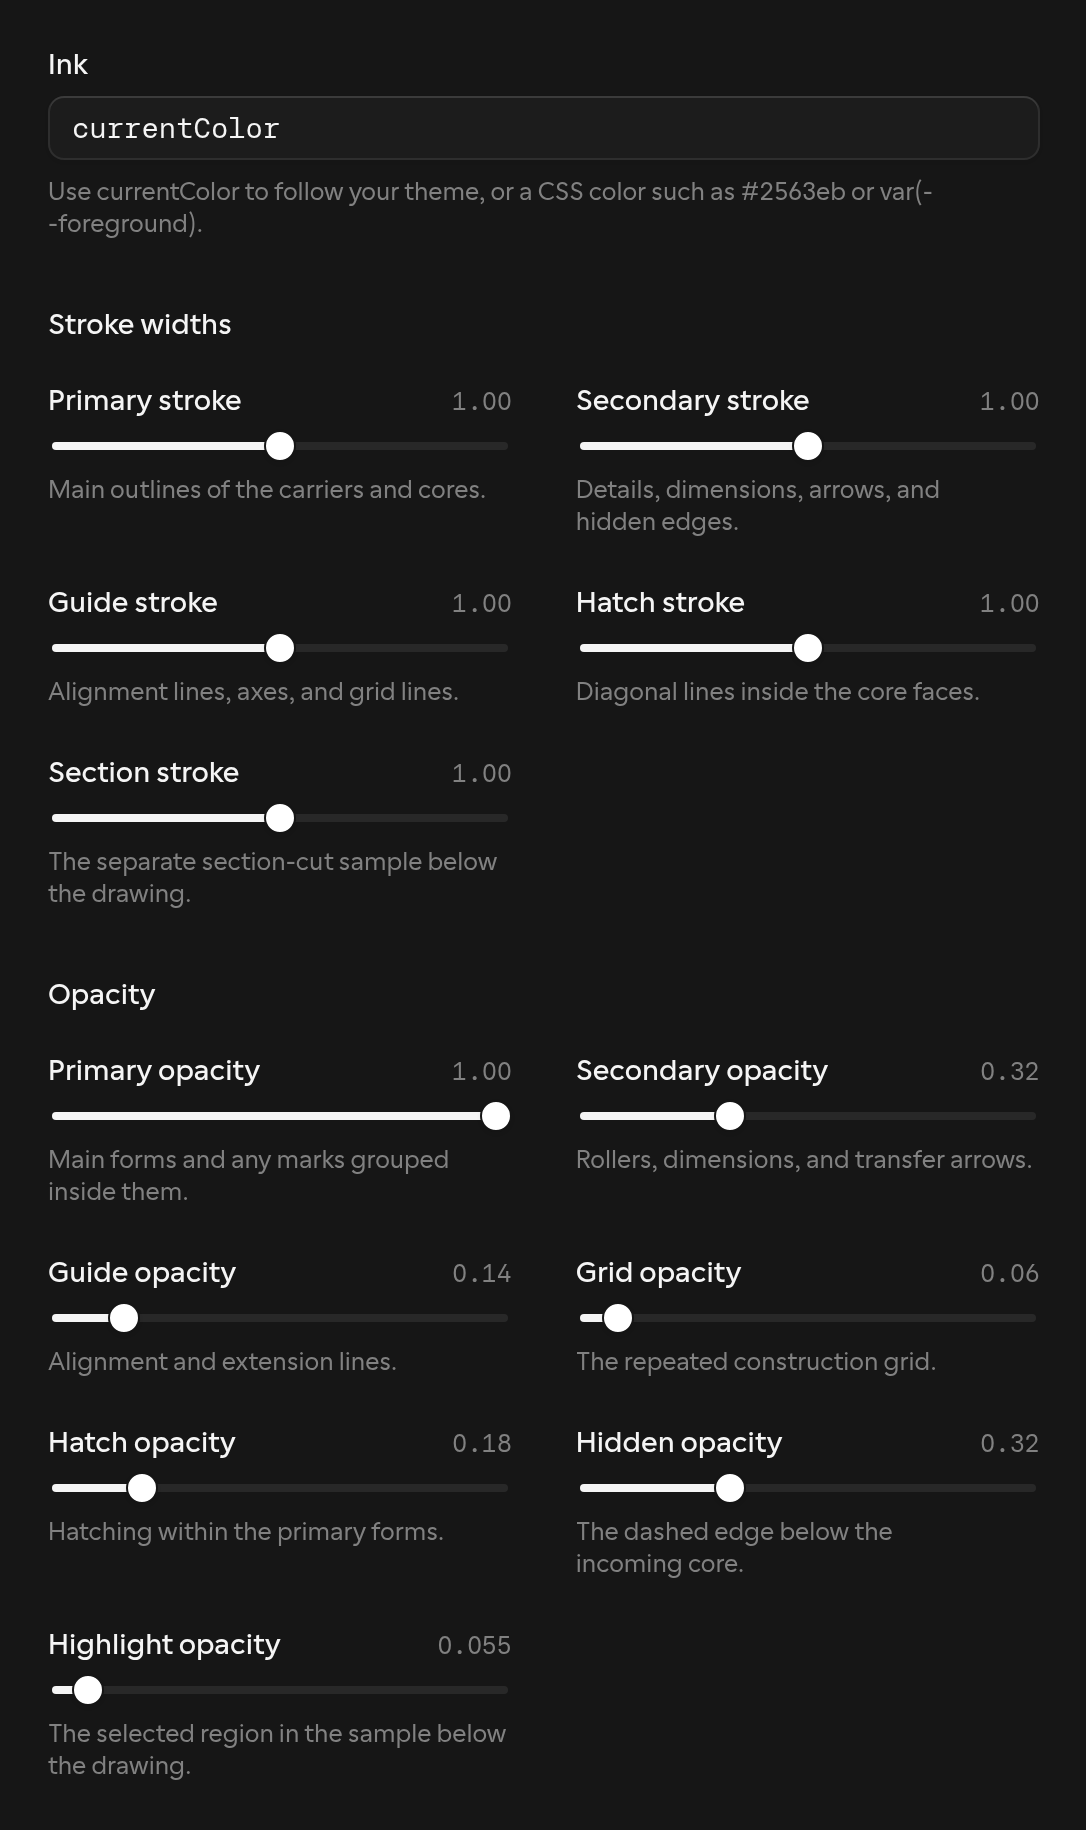 Ink
currentColor
Use currentColor to follow your theme, or a CSS color such as #2563eb or var(-
-foreground).
Stroke widths
Primary stroke 1.00
Main outlines of the carriers and cores.
Secondary stroke 1.00
Details, dimensions, arrows, and
hidden edges.
Guide stroke 1.00
Alignment lines, axes, and grid lines.
Hatch stroke 1.00
Diagonal lines inside the core faces.
Section stroke 1.00
The separate section-cut sample below
the drawing.
Opacity
Primary opacity 1.00
Main forms and any marks grouped
inside them.
Secondary opacity 0.32
Rollers, dimensions, and transfer arrows.
Guide opacity 0.14
Alignment and extension lines.
Grid opacity 0.06
The repeated construction grid.
Hatch opacity 0.18
Hatching within the primary forms.
Hidden opacity 0.32
The dashed edge below the
incoming core.
Highlight opacity 0.055
The selected region in the sample below
the drawing.